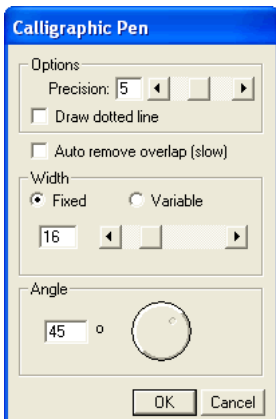 Calligraphic Pen
Options
Precision: 5
Draw dotted line
Auto remove overlap (slow)
Width
Fixed Variable
16
Angle
45 o
OK Cancel